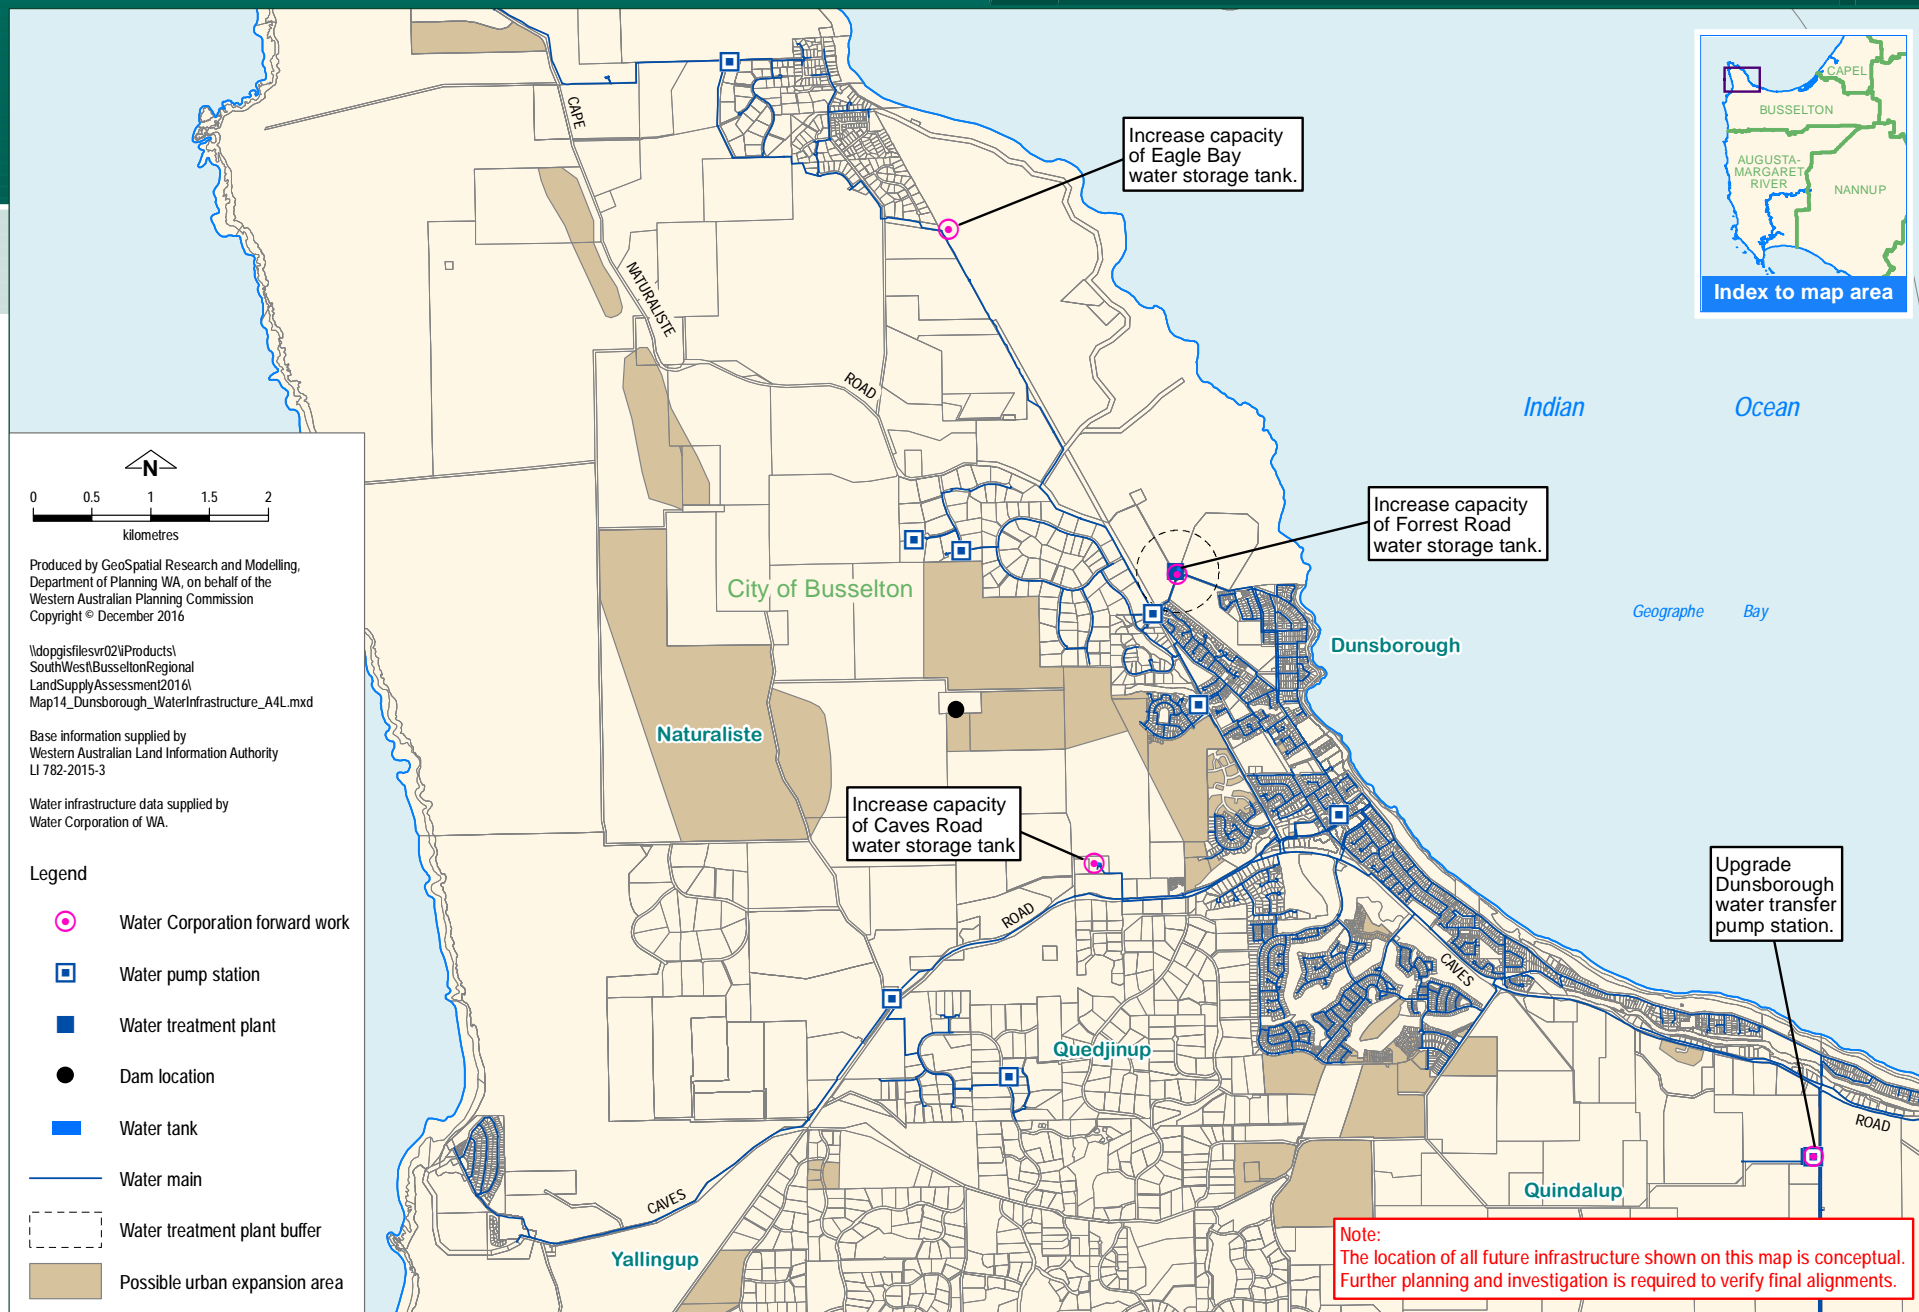 CAPE
NATURALISTE
ROAD
Increase capacity
of Eagle Bay
water storage tank.
CAPEL
BUSSELTON
AUGUSTA-
MARGARET
RIVER
NANNUP
Index to map area
Indian Ocean
Geographe Bay
Increase capacity
of Forrest Road
water storage tank.
City of Busselton
Dunsborough
Naturaliste
Increase capacity
of Caves Road
water storage tank
ROAD
CAVES
Upgrade
Dunsborough
water transfer
pump station.
Quedjinup
ROAD
Quindalup
CAVES
Yallingup
Note:
The location of all future infrastructure shown on this map is conceptual.
Further planning and investigation is required to verify final alignments.
N
0 0.5 1 1.5 2
kilometres
Produced by GeoSpatial Research and Modelling,
Department of Planning WA, on behalf of the
Western Australian Planning Commission
Copyright © December 2016
\\dopgisfilesvr02\iProducts\
SouthWest\BusseltonRegional
LandSupplyAssessment2016\
Map14_Dunsborough_WaterInfrastructure_A4L.mxd
Base information supplied by
Western Australian Land Information Authority
LI 782-2015-3
Water infrastructure data supplied by
Water Corporation of WA.
Legend
Water Corporation forward work
Water pump station
Water treatment plant
Dam location
Water tank
Water main
Water treatment plant buffer
Possible urban expansion area